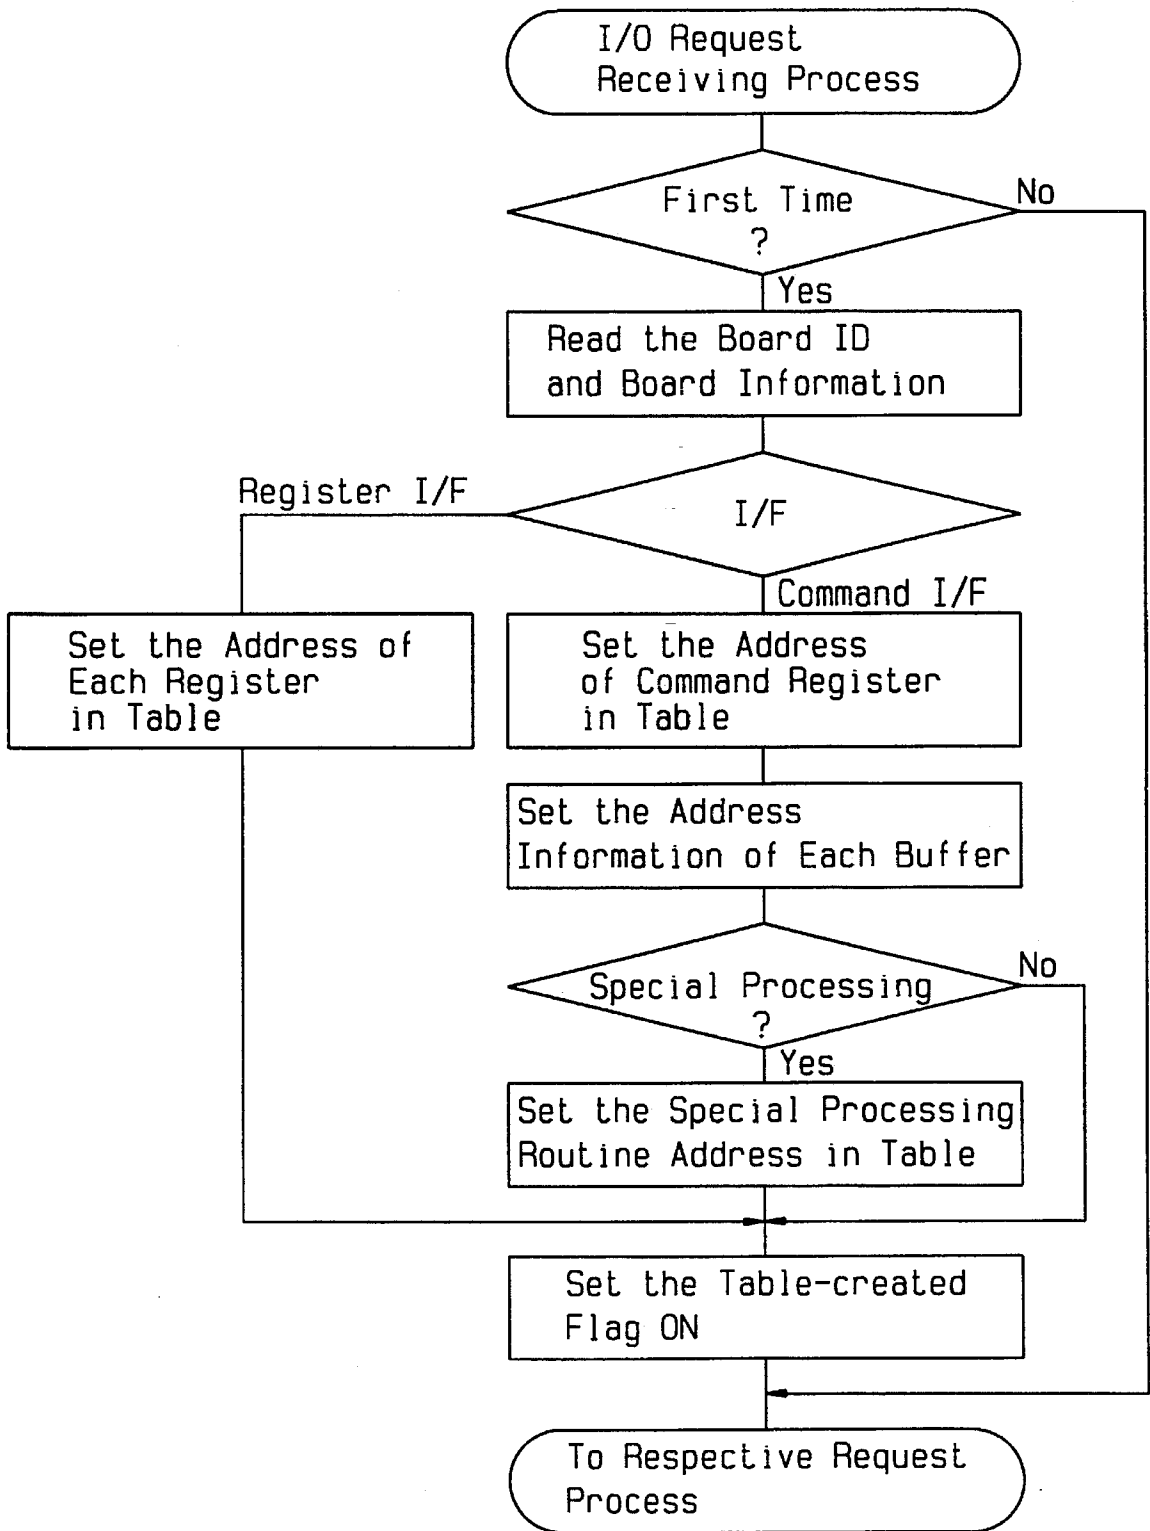 I/O Request
Receiving Process
First Time
?
No
Yes
Read the Board ID
and Board Information
Register I/F
I/F
Command I/F
Set the Address of
Each Register
in Table
Set the Address
of Command Register
in Table
Set the Address
Information of Each Buffer
Special Processing
?
No
Yes
Set the Special Processing
Routine Address in Table
Set the Table-created
Flag ON
To Respective Request
Process